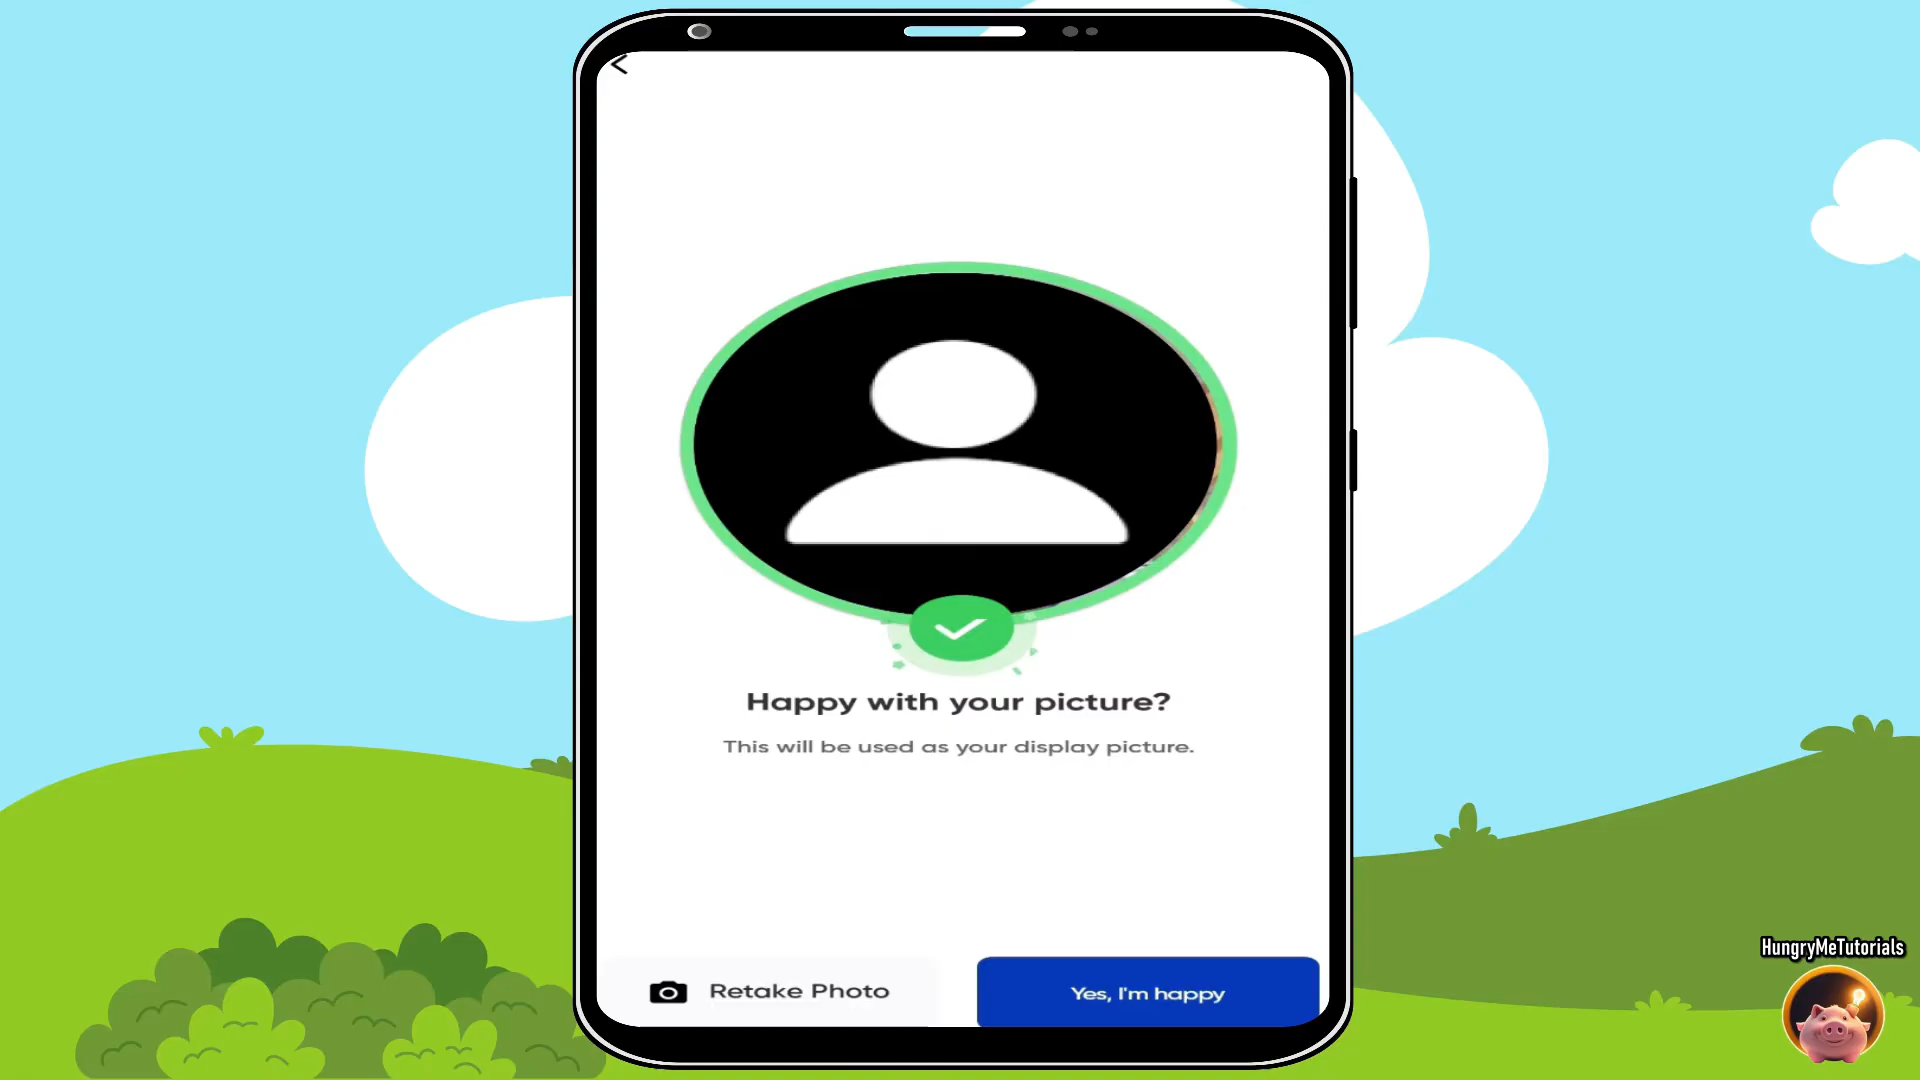 Happy with your picture?
This will be used as your display picture.
Retake Photo
Yes, I'm happy
HungryMeTutorials